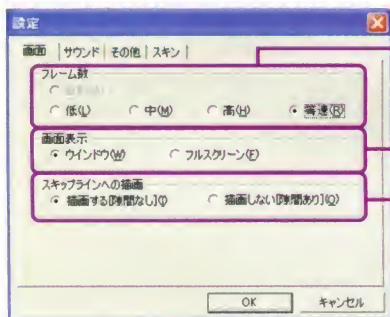 設定
画面 サウンド その他 スキン
フレーム数
低(L) 中(M) 高(H) 等速(R)
画面表示
ウインドウ(W) フルスクリーン(F)
スキップラインへの描画
描画する[隙間なし](I) 描画しない[隙間あり](O)
OK キャンセル